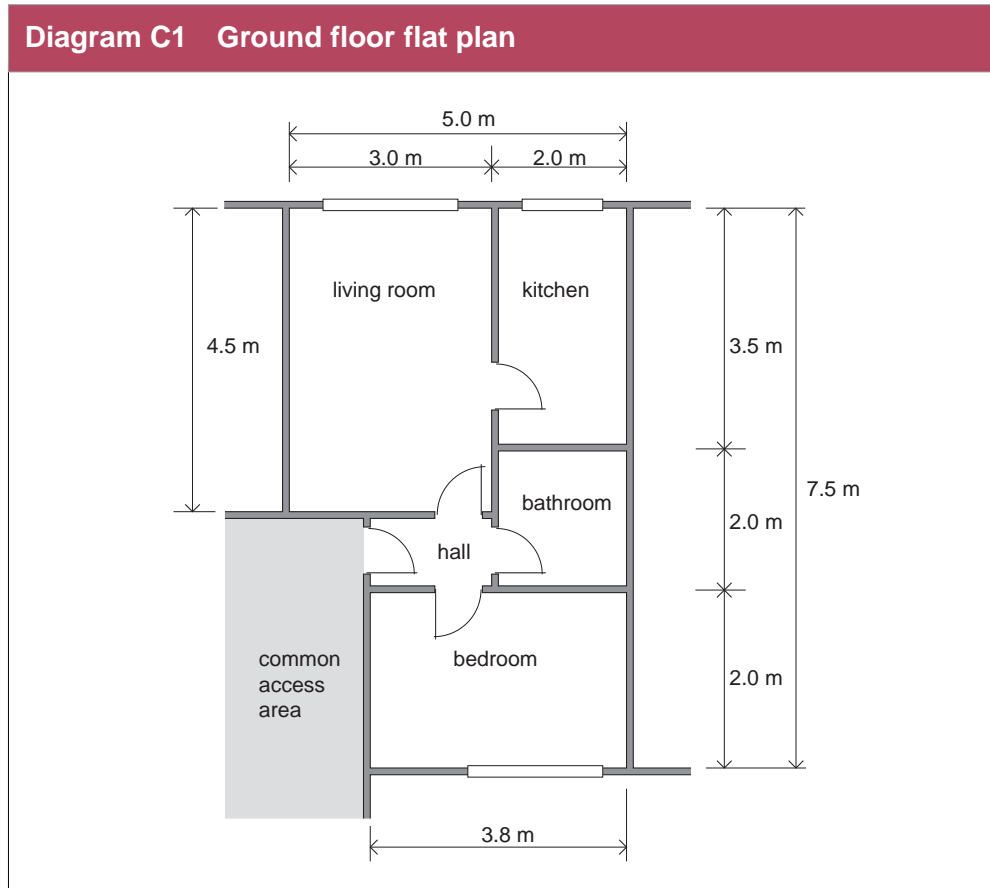 Diagram C1 Ground floor flat plan
5.0 m
3.0 m
2.0 m
living room
kitchen
4.5 m
3.5 m
7.5 m
bathroom
2.0 m
hall
common
access
area
bedroom
2.0 m
3.8 m